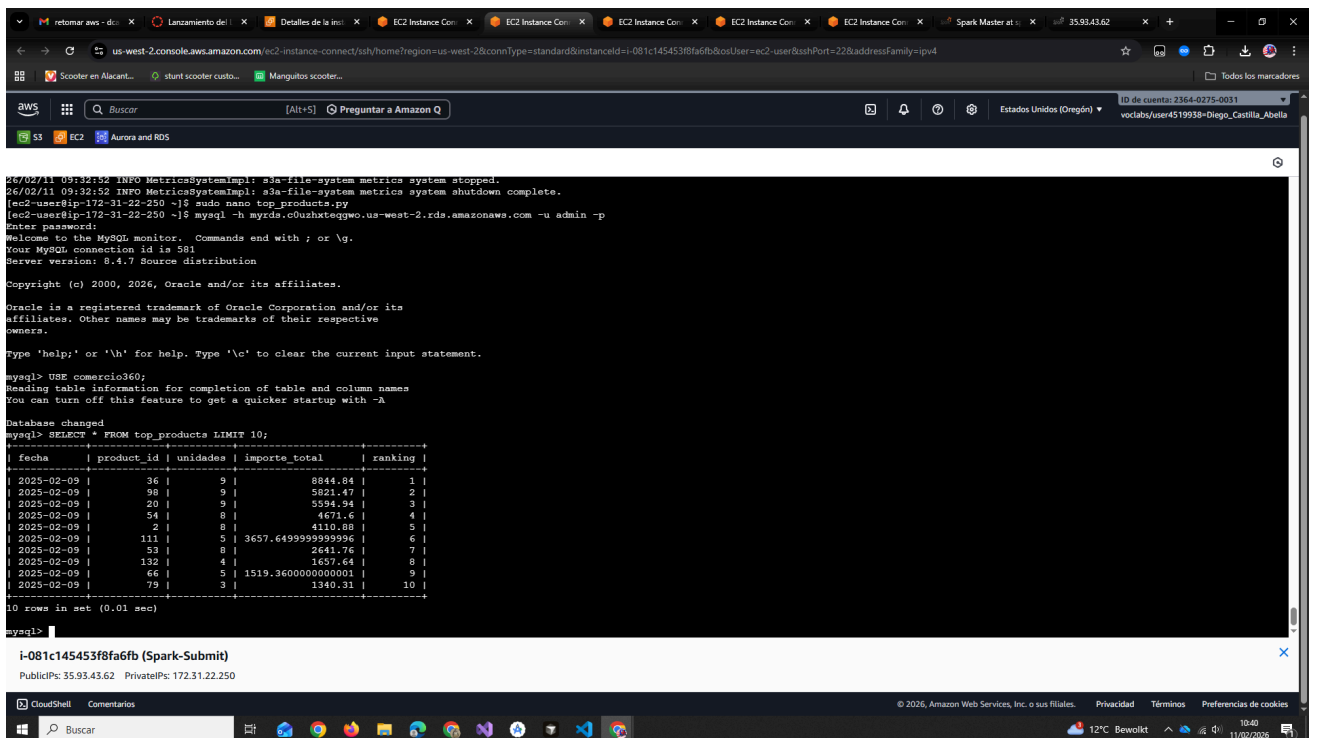 retomar aws - dca
Lanzamiento del l
Detalles de la inst
EC2 Instance Con
EC2 Instance Con
EC2 Instance Con
EC2 Instance Con
EC2 Instance Con
Spark Master at s
35.93.43.62
us-west-2.console.aws.amazon.com/ec2-instance-connect/ssh/home?region=us-west-2&connType=standard&instanceId=i-081c145453f8fa6fb&osUser=ec2-user&sshPort=22&addressFamily=ipv4
Scooter en Alacant...
stunt scooter custo...
Manguitos scooter...
Todos los marcadores
aws
Buscar
[Alt+S]
Preguntar a Amazon Q
Estados Unidos (Oregón)
ID de cuenta: 2364-0275-0031
voclabs/user4519938=Diego_Castilla_Abella
S3
EC2
Aurora and RDS
26/02/11 09:32:52 INFO MetricsSystemImpl: s3a-file-system metrics system stopped.
26/02/11 09:32:52 INFO MetricsSystemImpl: s3a-file-system metrics system shutdown complete.
[ec2-user@ip-172-31-22-250 ~]$ sudo nano top_products.py
[ec2-user@ip-172-31-22-250 ~]$ mysql -h myrds.c0uzhxteqgwo.us-west-2.rds.amazonaws.com -u admin -p
Enter password:
Welcome to the MySQL monitor.  Commands end with ; or \g.
Your MySQL connection id is 581
Server version: 8.4.7 Source distribution
Copyright (c) 2000, 2026, Oracle and/or its affiliates.
Oracle is a registered trademark of Oracle Corporation and/or its
affiliates. Other names may be trademarks of their respective
owners.
Type 'help;' or '\h' for help. Type '\c' to clear the current input statement.
mysql> USE comercio360;
Reading table information for completion of table and column names
You can turn off this feature to get a quicker startup with -A
Database changed
mysql> SELECT * FROM top_products LIMIT 10;
+------------+------------+----------+--------------------+---------+
| fecha      | product_id | unidades | importe_total      | ranking |
+------------+------------+----------+--------------------+---------+
| 2025-02-09 |         36 |        9 |            8844.84 |       1 |
| 2025-02-09 |         98 |        9 |            5821.47 |       2 |
| 2025-02-09 |         20 |        9 |            5594.94 |       3 |
| 2025-02-09 |         54 |        8 |             4671.6 |       4 |
| 2025-02-09 |          2 |        8 |            4110.88 |       5 |
| 2025-02-09 |        111 |        5 | 3657.6499999999996 |       6 |
| 2025-02-09 |         53 |        8 |            2641.76 |       7 |
| 2025-02-09 |        132 |        4 |            1657.64 |       8 |
| 2025-02-09 |         66 |        5 | 1519.3600000000001 |       9 |
| 2025-02-09 |         79 |        3 |            1340.31 |      10 |
+------------+------------+----------+--------------------+---------+
10 rows in set (0.01 sec)
mysql>
i-081c145453f8fa6fb (Spark-Submit)
PublicIPs: 35.93.43.62 PrivateIPs: 172.31.22.250
CloudShell
Comentarios
© 2026, Amazon Web Services, Inc. o sus filiales.
Privacidad
Términos
Preferencias de cookies
Buscar
12°C Bewolkt
10:40
11/02/2026